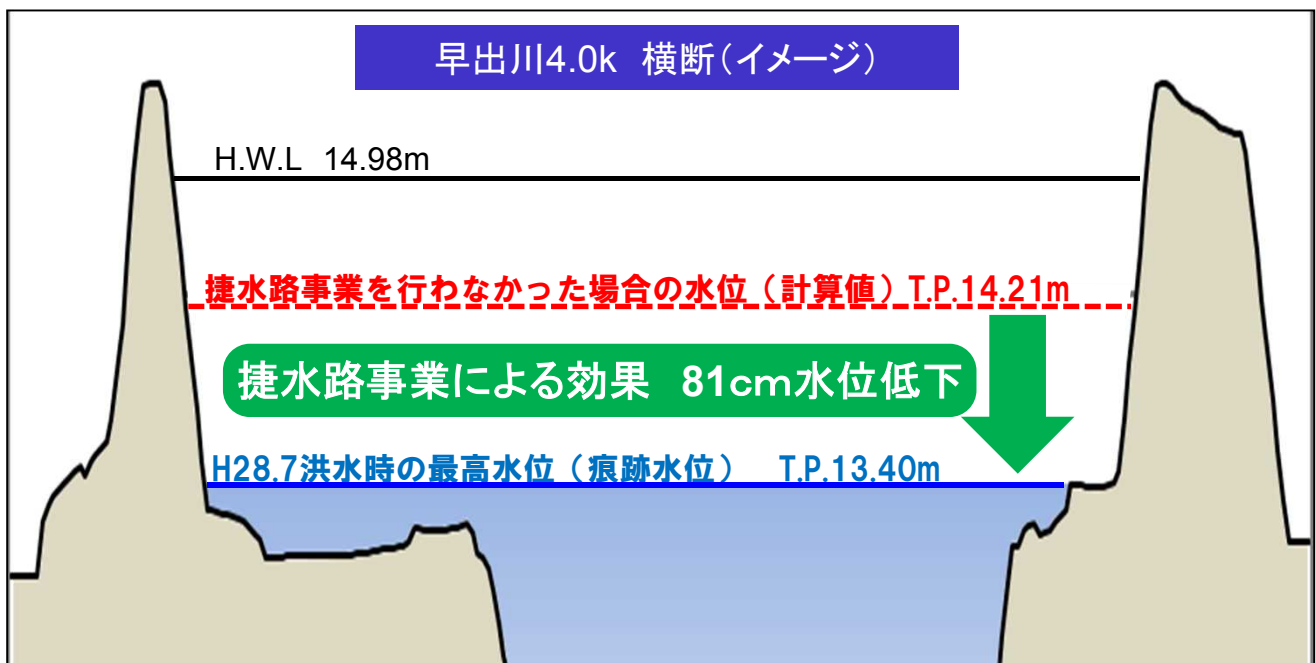 早出川4.0k 横断(イメージ)
H.W.L 14.98m
捷水路事業を行わなかった場合の水位（計算値）T.P.14.21m
捷水路事業による効果 81cm水位低下
H28.7洪水時の最高水位（痕跡水位） T.P.13.40m